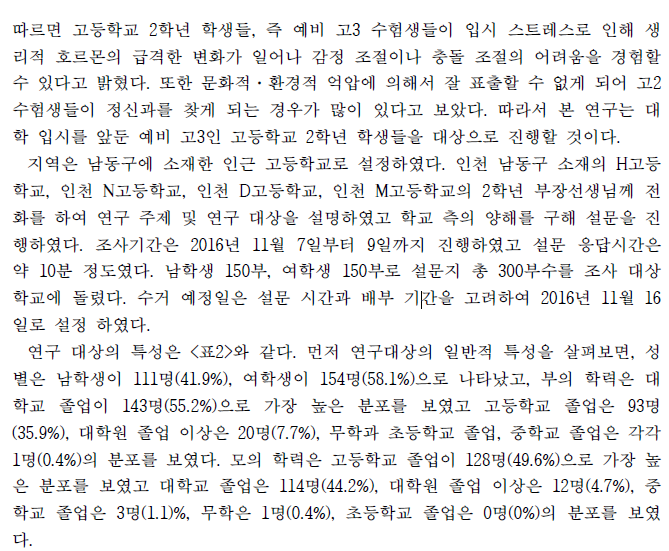 따르면 고등학교 2학년 학생들, 즉 예비 고3 수험생들이 입시 스트레스로 인해 생
리적 호르몬의 급격한 변화가 일어나 감정 조절이나 충돌 조절의 어려움을 경험할
수 있다고 밝혔다. 또한 문화적·환경적 억압에 의해서 잘 표출할 수 없게 되어 고2
수험생들이 정신과를 찾게 되는 경우가 많이 있다고 보았다. 따라서 본 연구는 대
학 입시를 앞둔 예비 고3인 고등학교 2학년 학생들을 대상으로 진행할 것이다.
지역은 남동구에 소재한 인근 고등학교로 설정하였다. 인천 남동구 소재의 H고등
학교, 인천 N고등학교, 인천 D고등학교, 인천 M고등학교의 2학년 부장선생님께 전
화를 하여 연구 주제 및 연구 대상을 설명하였고 학교 측의 양해를 구해 설문을 진
행하였다. 조사기간은 2016년 11월 7일부터 9일까지 진행하였고 설문 응답시간은
약 10분 정도였다. 남학생 150부, 여학생 150부로 설문지 총 300부수를 조사 대상
학교에 돌렸다. 수거 예정일은 설문 시간과 배부 기간을 고려하여 2016년 11월 16
일로 설정 하였다.
연구 대상의 특성은 <표2>와 같다. 먼저 연구대상의 일반적 특성을 살펴보면, 성
별은 남학생이 111명(41.9%), 여학생이 154명(58.1%)으로 나타났고, 부의 학력은 대
학교 졸업이 143명(55.2%)으로 가장 높은 분포를 보였고 고등학교 졸업은 93명
(35.9%), 대학원 졸업 이상은 20명(7.7%), 무학과 초등학교 졸업, 중학교 졸업은 각각
1명(0.4%)의 분포를 보였다. 모의 학력은 고등학교 졸업이 128명(49.6%)으로 가장 높
은 분포를 보였고 대학교 졸업은 114명(44.2%), 대학원 졸업 이상은 12명(4.7%), 중
학교 졸업은 3명(1.1)%, 무학은 1명(0.4%), 초등학교 졸업은 0명(0%)의 분포를 보였
다.